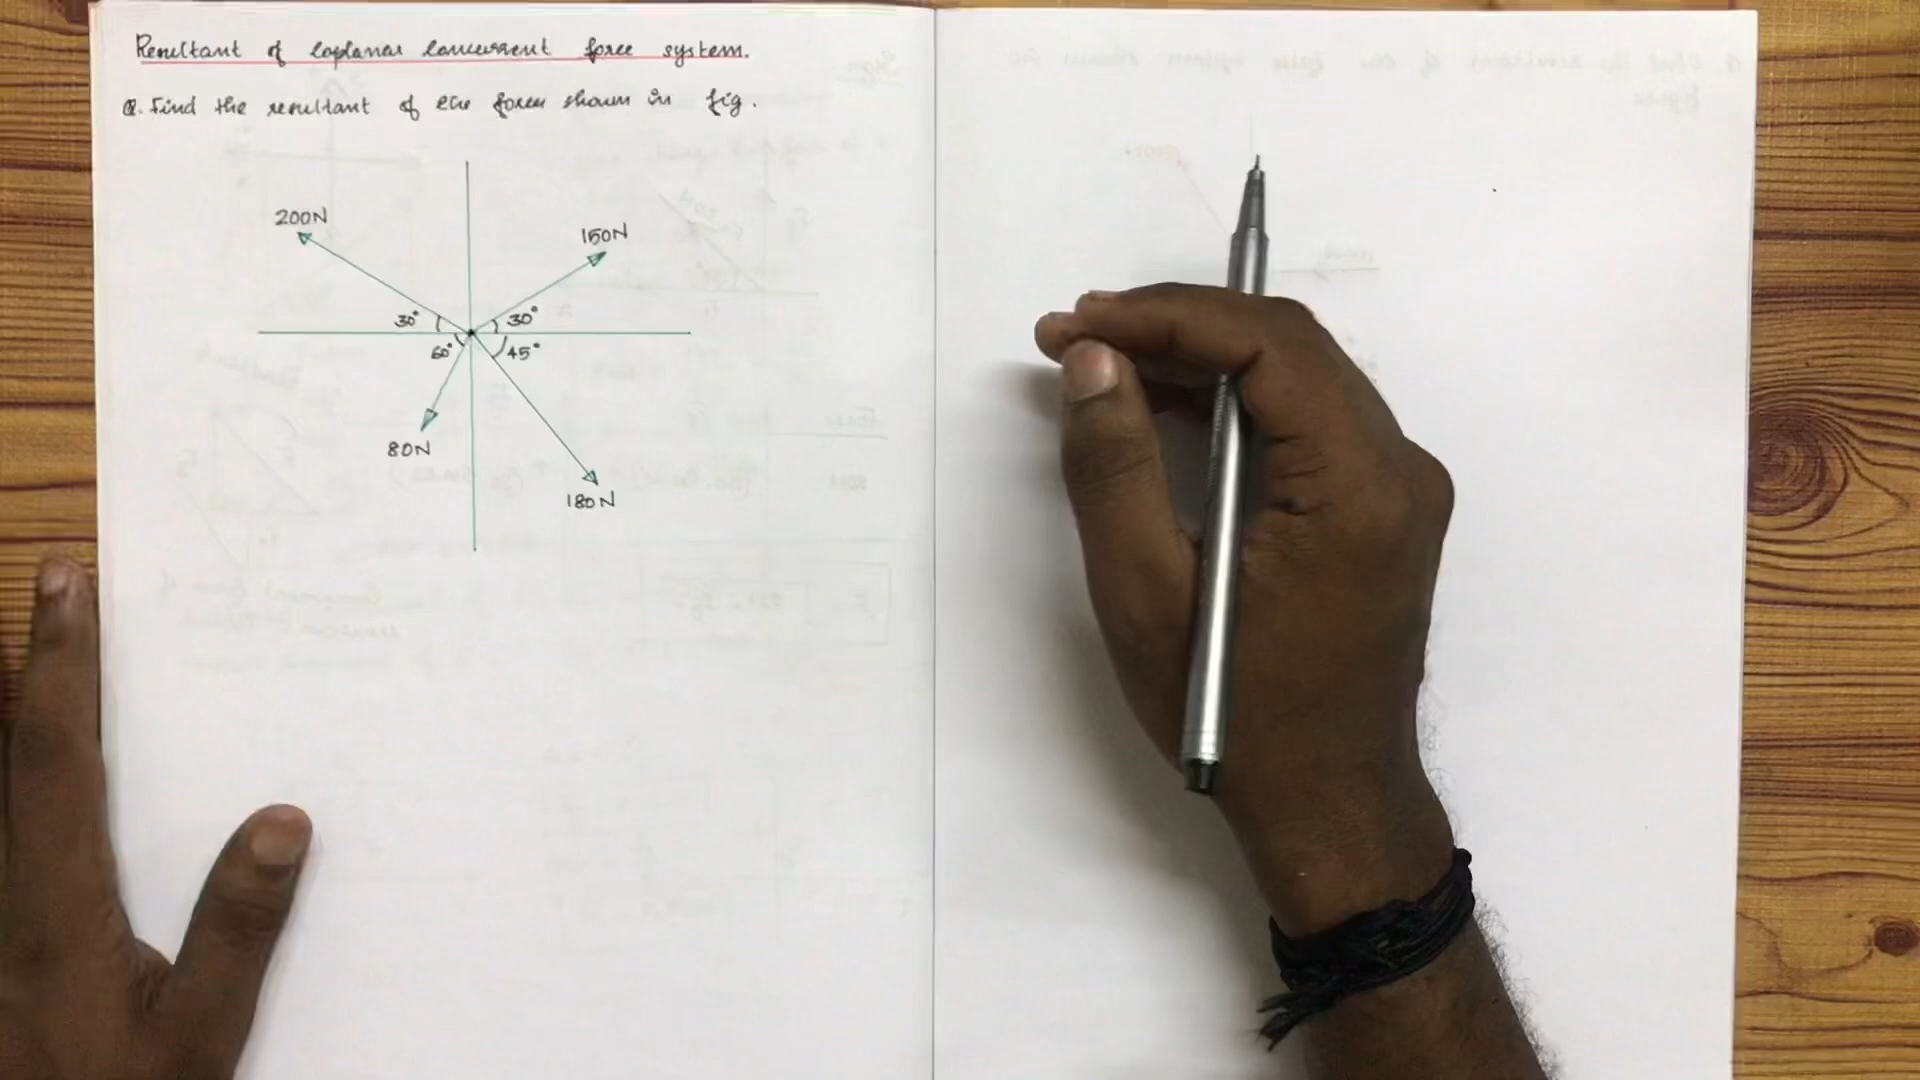 Resultant of Coplanar Concurrent force system.
Q. Find the resultant of the forces shown in fig.
200N
150N
30°
30°
60°
45°
80N
180N